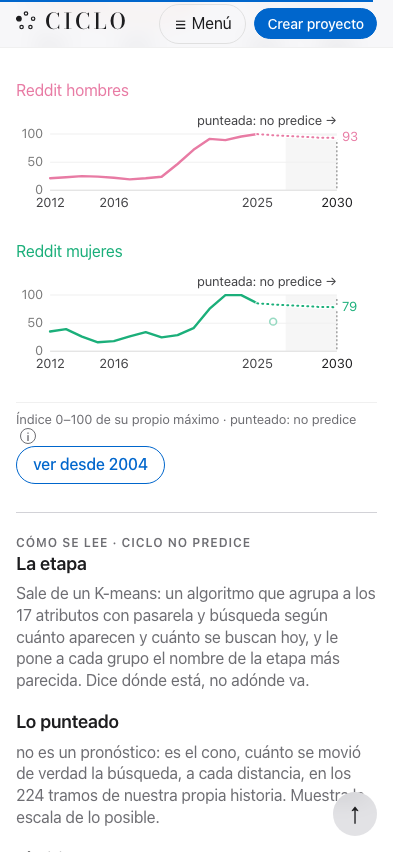 CICLO
≡ Menú
Crear proyecto
Reddit hombres
punteada: no predice →
100
93
50
0
2012
2016
2025
2030
Reddit mujeres
punteada: no predice →
100
79
50
0
2012
2016
2025
2030
Índice 0–100 de su propio máximo · punteado: no predice
i
ver desde 2004
CÓMO SE LEE · CICLO NO PREDICE
La etapa
Sale de un K-means: un algoritmo que agrupa a los
17 atributos con pasarela y búsqueda según
cuánto aparecen y cuánto se buscan hoy, y le
pone a cada grupo el nombre de la etapa más
parecida. Dice dónde está, no adónde va.
Lo punteado
no es un pronóstico: es el cono, cuánto se movió
de verdad la búsqueda, a cada distancia, en los
224 tramos de nuestra propia historia. Muestra
escala de lo posible.
↑